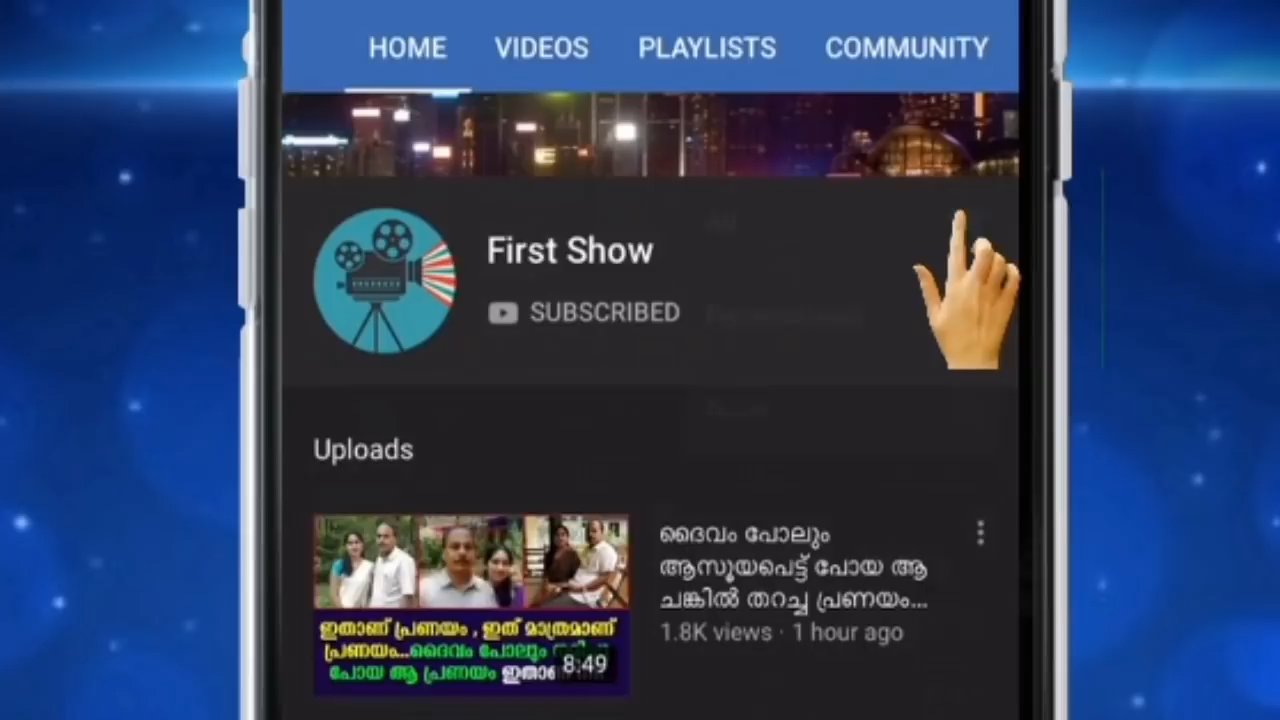 HOME VIDEOS PLAYLISTS COMMUNITY
First Show
SUBSCRIBED
Uploads
ദൈവം പോലും
ആസൂയപെട്ട് പോയ ആ
ചങ്കിൽ തറച്ച പ്രണയം...
1.8K views · 1 hour ago
ഇതാണ് പ്രണയം , ഇത് മാത്രമാണ്
പ്രണയം...ദൈവം പോലും
പോയ ആ പ്രണയം
8:49